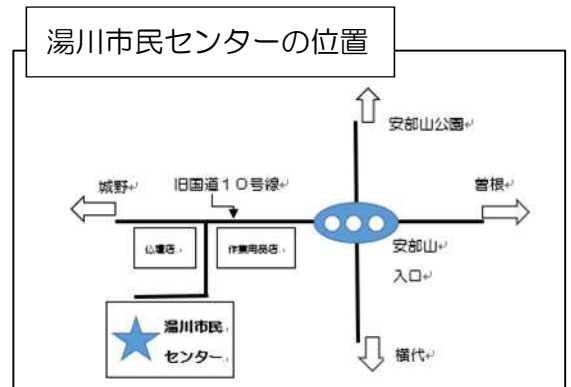 湯川市民センターの位置
安部山公園
城野
旧国道10号線
曽根
仏壇店
作業用品店
安部山
入口
湯川市民
センター
横代